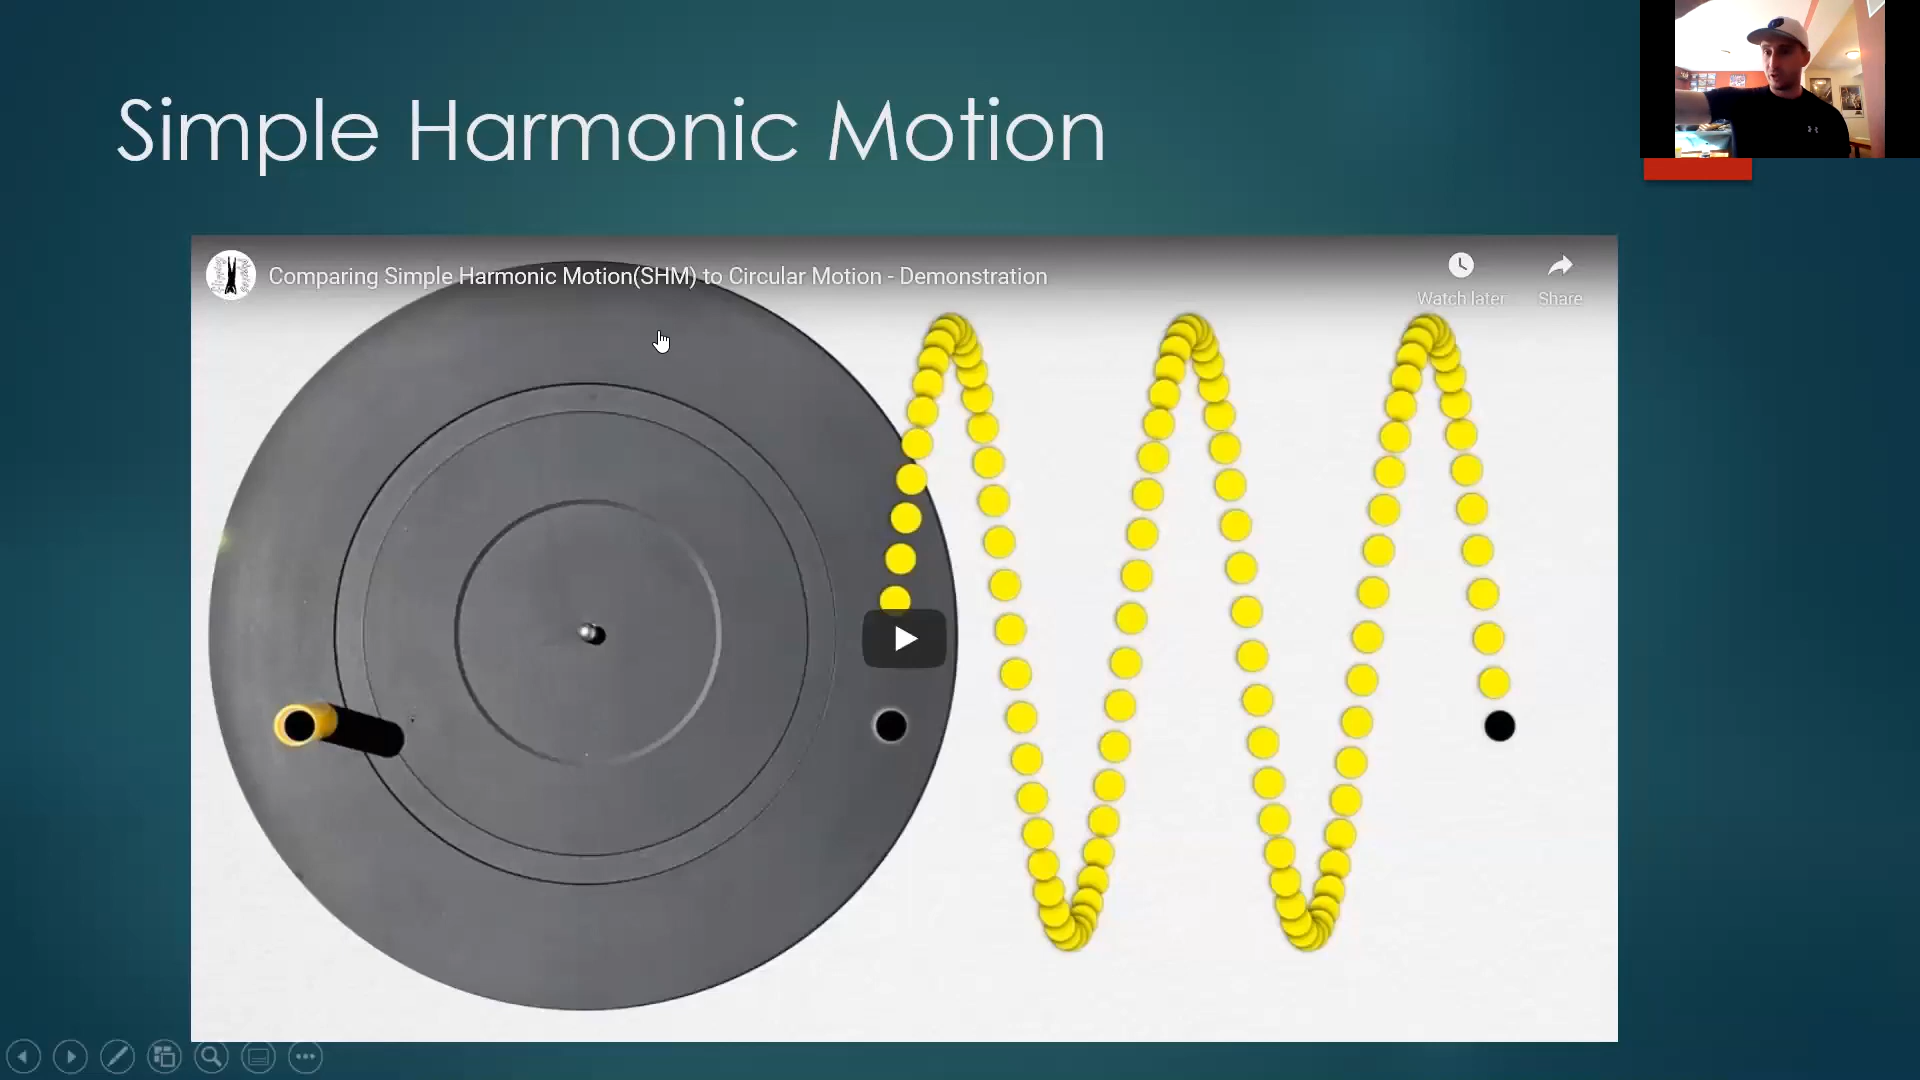 Simple Harmonic Motion
Comparing Simple Harmonic Motion(SHM) to Circular Motion - Demonstration
Watch later
Share